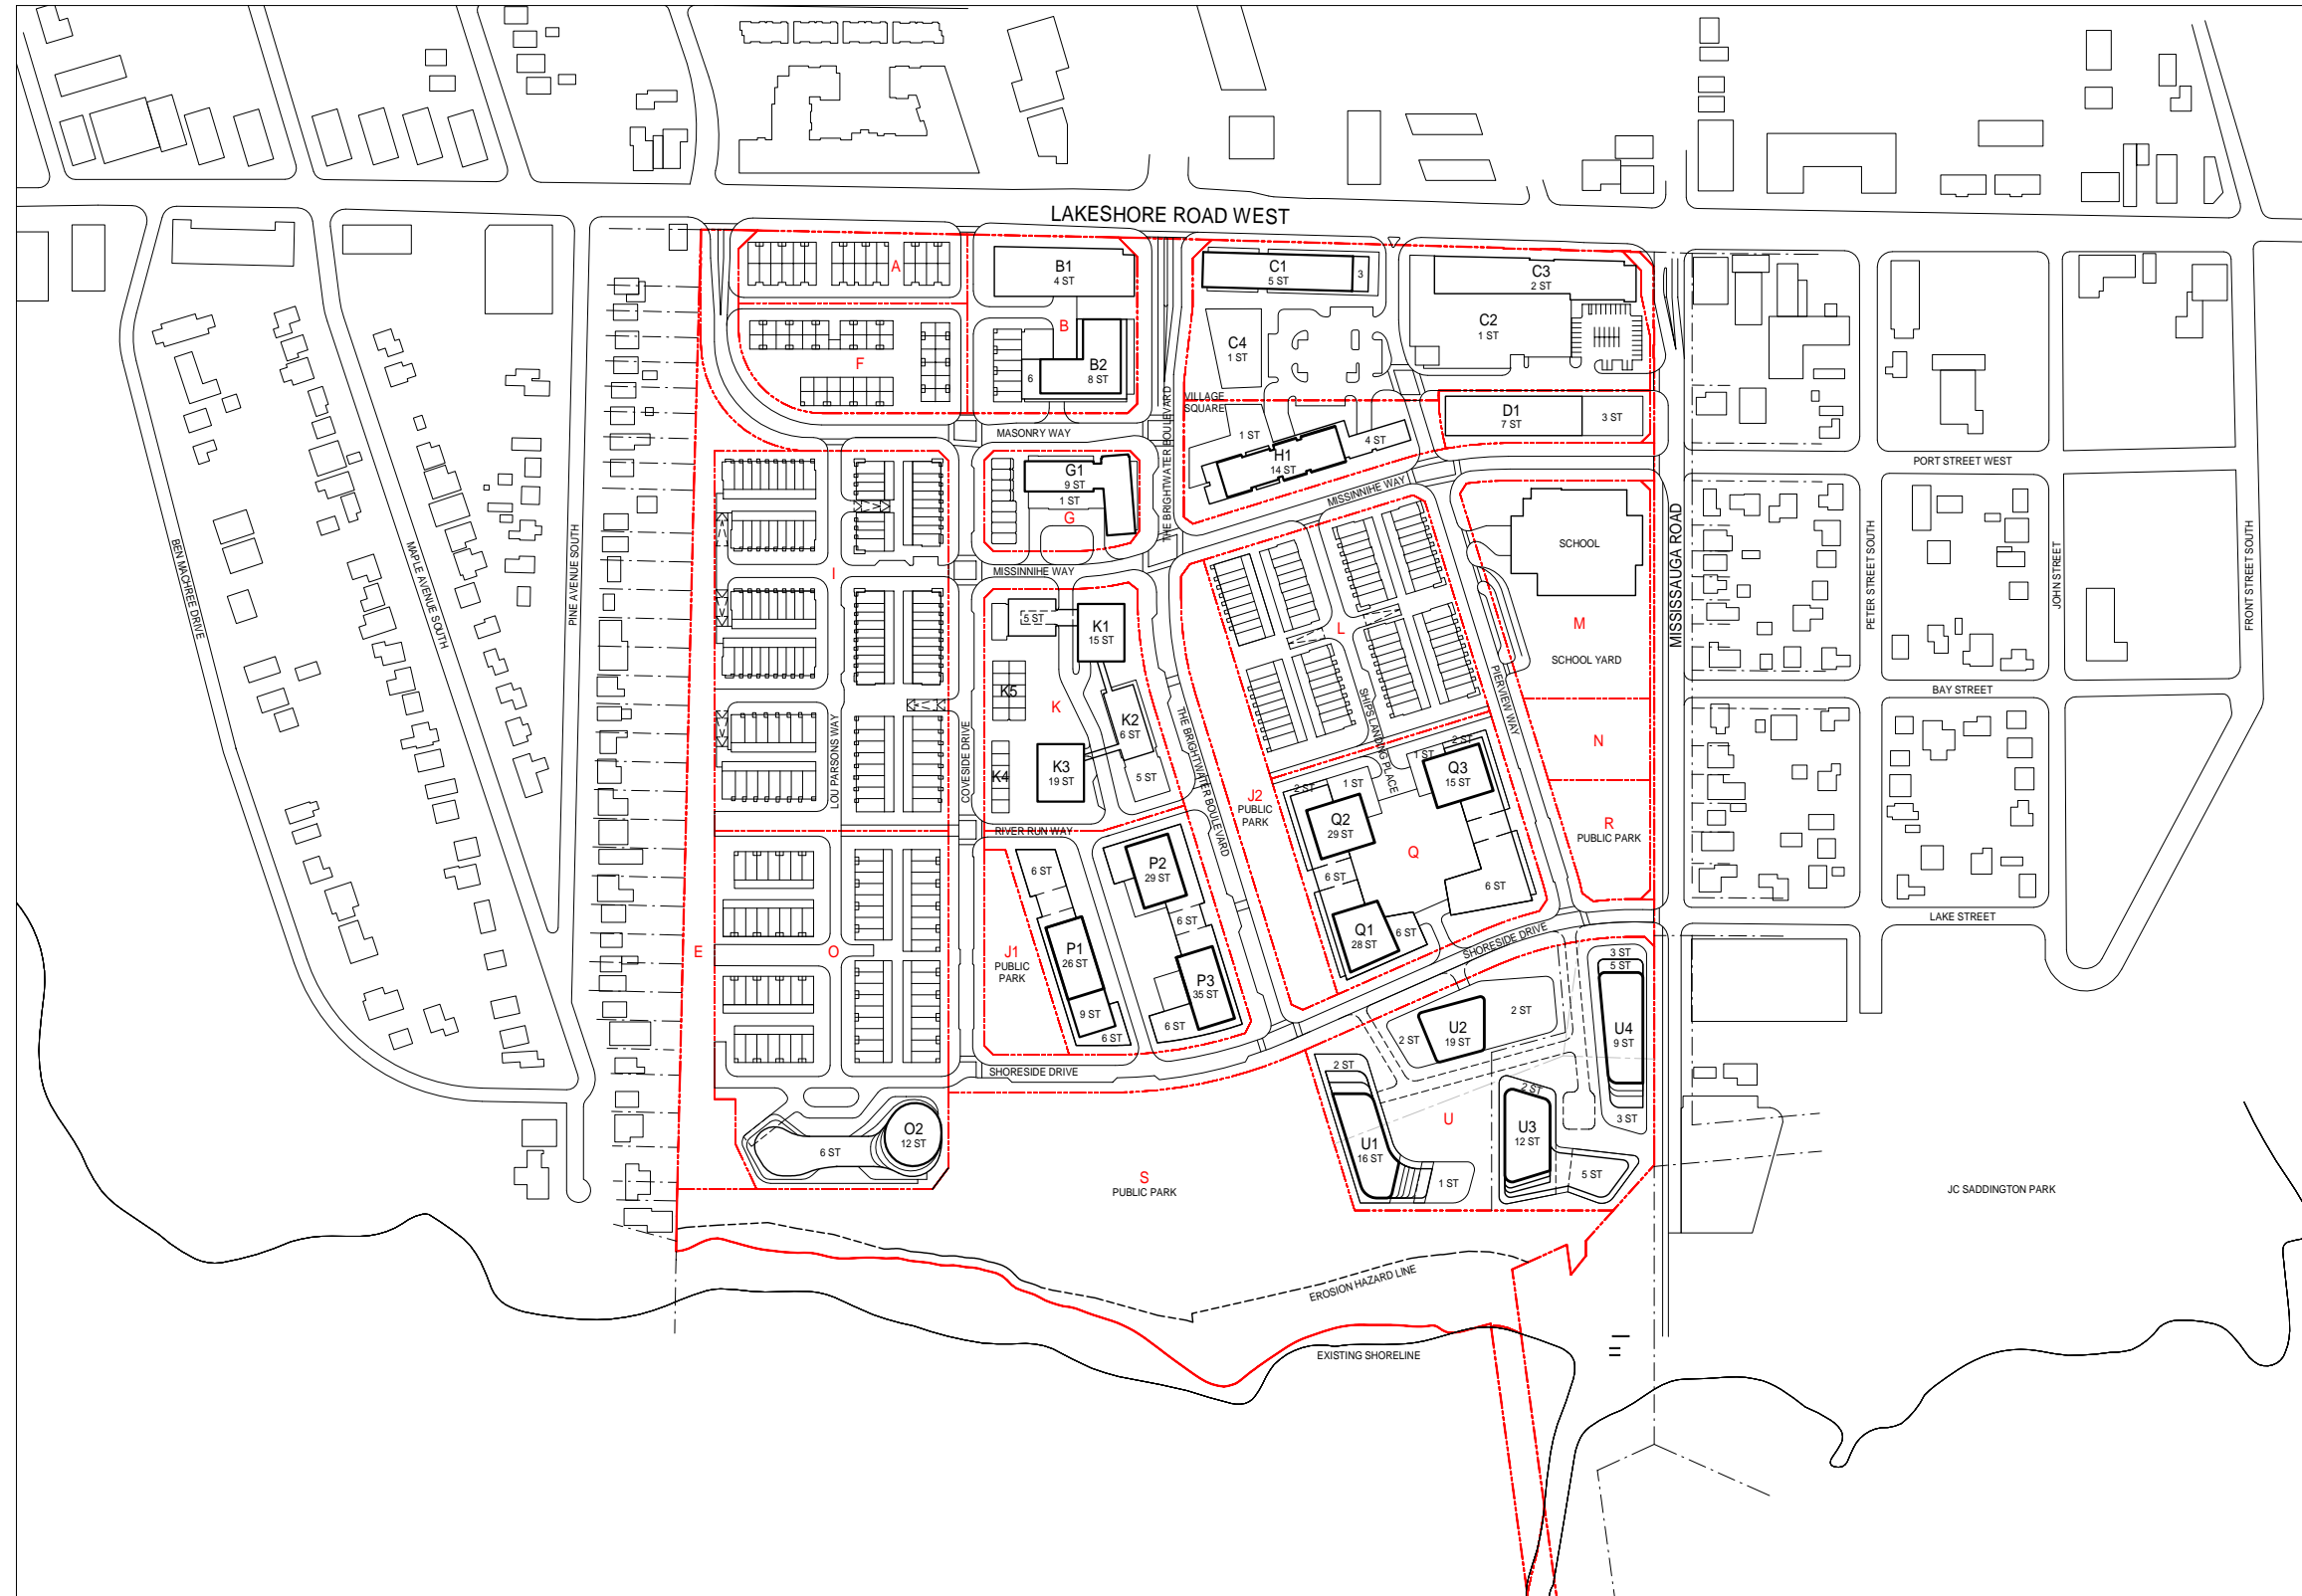 LAKESHORE ROAD WEST
A
B1
4 ST
C1
5 ST
3
C3
2 ST
F
B
B2
8 ST
6
C4
1 ST
C2
1 ST
VILLAGE
SQUARE
D1
7 ST
3 ST
MASONRY WAY
THE BRIGHTWATER BOULEVARD
1 ST
4 ST
H1
14 ST
G1
9 ST
1 ST
G
MISSINNIHE WAY
PORT STREET WEST
BEN MACHREE DRIVE
MAPLE AVENUE SOUTH
PINE AVENUE SOUTH
I
MISSINNIHE WAY
SCHOOL
M
SCHOOL YARD
MISSISSAUGA ROAD
PETER STREET SOUTH
JOHN STREET
FRONT STREET SOUTH
5 ST
K1
15 ST
L
K5
K
K2
6 ST
K3
19 ST
K4
5 ST
LOU PARSONS WAY
COVESIDE DRIVE
THE BRIGHTWATER BOULEVARD
SHIPS LANDING PLACE
PIERVIEW WAY
BAY STREET
N
2 ST
1 ST
Q3
15 ST
J2
PUBLIC
PARK
2 ST
1 ST
Q2
29 ST
Q
R
PUBLIC PARK
RIVER RUN WAY
6 ST
P2
29 ST
6 ST
6 ST
6 ST
Q1
28 ST
6 ST
LAKE STREET
E
O
J1
PUBLIC
PARK
P1
26 ST
P3
35 ST
9 ST
6 ST
6 ST
SHORESIDE DRIVE
3 ST
5 ST
U4
9 ST
3 ST
2 ST
U2
19 ST
2 ST
SHORESIDE DRIVE
2 ST
U1
16 ST
1 ST
U
2 ST
U3
12 ST
5 ST
O2
12 ST
6 ST
S
PUBLIC PARK
JC SADDINGTON PARK
EROSION HAZARD LINE
EXISTING SHORELINE